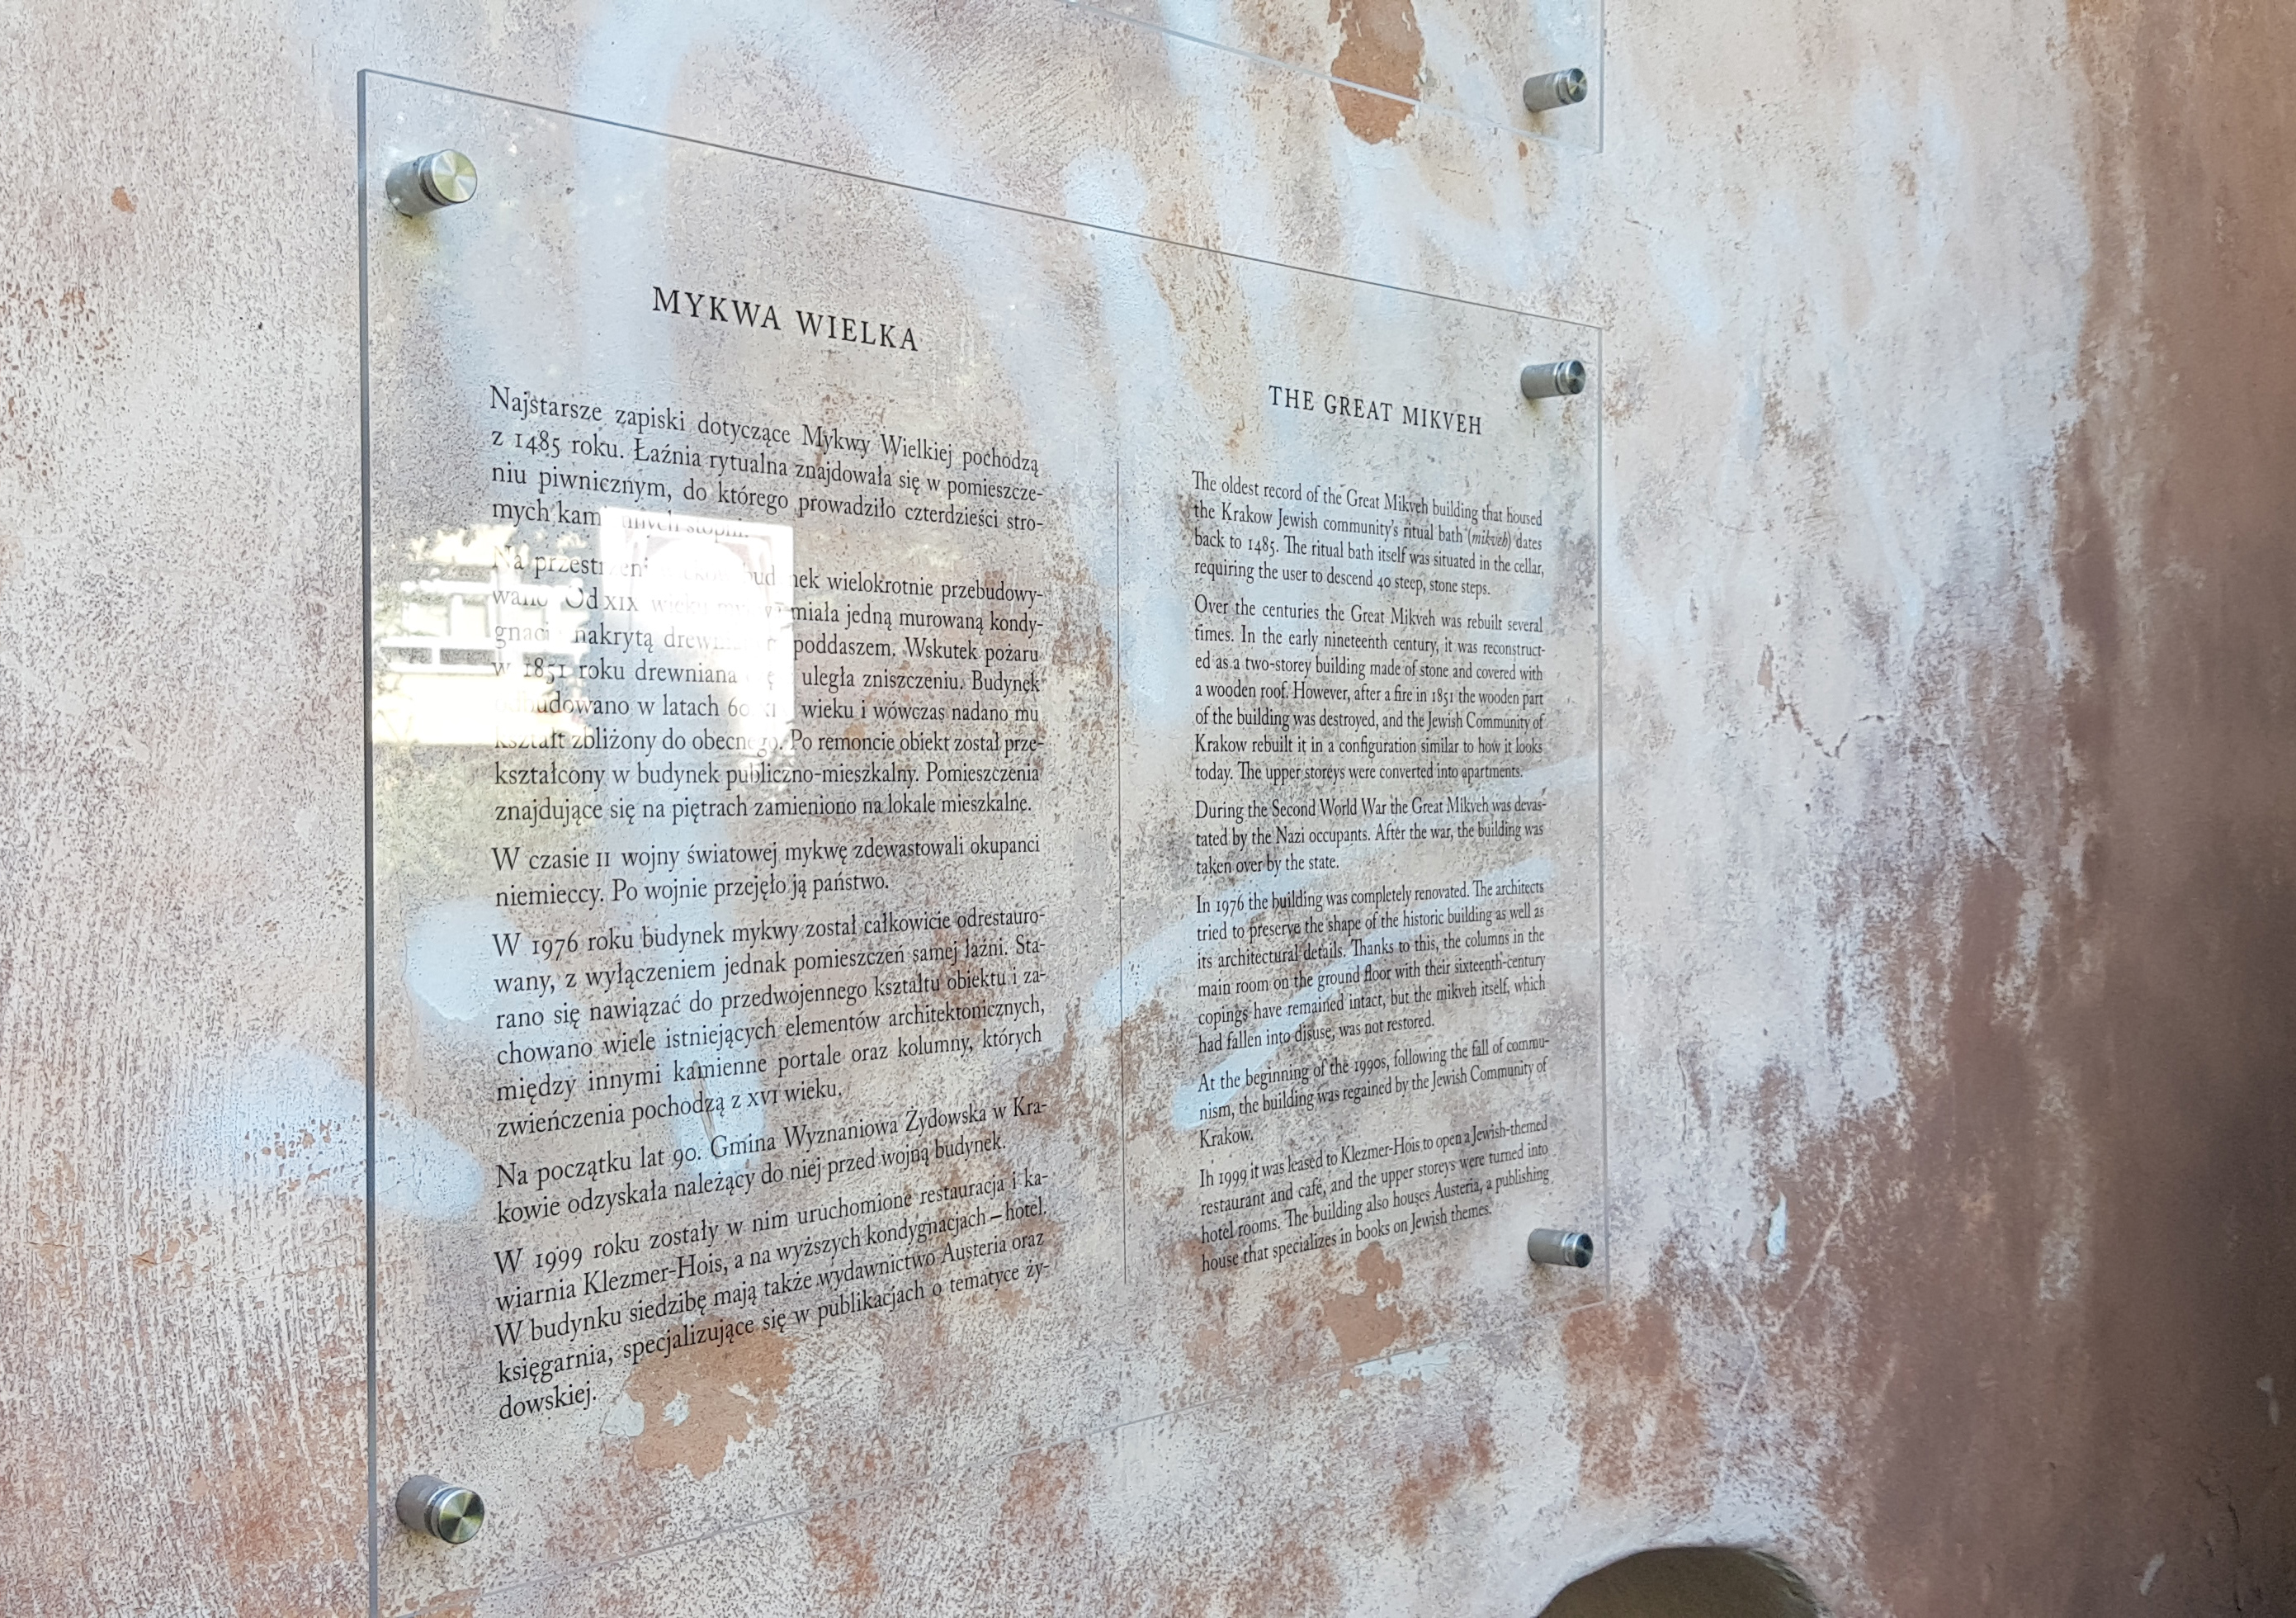 MYKWA WIELKA
Najstarsze zapiski dotyczące Mykwy Wielkiej pochodzą
z 1485 roku. Łaźnia rytualna znajdowała się w pomieszcze-
niu piwnicznym, do którego prowadziło czterdzieści stro-
mych kamiennych stopni.
Na przestrzeni wieków budynek wielokrotnie przebudowy-
wano. Od XIX wieku miała jedną murowaną kondy-
nakrytą poddaszem. Wskutek pożaru
w 1851 roku drewniana uległa zniszczeniu. Budynek
odbudowano w latach 60. wieku i wówczas nadano mu
kształt zbliżony do obecnego. Po remoncie obiekt został prze-
kształcony w budynek publiczno-mieszkalny. Pomieszczenia
znajdujące się na piętrach zamieniono na lokale mieszkalne.
W czasie II wojny światowej mykwę zdewastowali okupanci
niemieccy. Po wojnie przejęło ją państwo.
W 1976 roku budynek mykwy został całkowicie odrestauro-
wany, z wyłączeniem jednak pomieszczeń samej łaźni. Sta-
rano się nawiązać do przedwojennego kształtu obiektu i za-
chowano wiele istniejących elementów architektonicznych,
między innymi kamienne portale oraz kolumny, których
zwieńczenia pochodzą z XVI wieku.
Na początku lat 90. Gmina Wyznaniowa Żydowska w Kra-
kowie odzyskała należący do niej przed wojną budynek.
W 1999 roku zostały w nim uruchomione restauracja i ka-
wiarnia Klezmer-Hois, a na wyższych kondygnacjach – hotel.
W budynku siedzibę mają także wydawnictwo Austeria oraz
księgarnia, specjalizujące się w publikacjach o tematyce ży-
dowskiej.
THE GREAT MIKVEH
The oldest record of the Great Mikveh building that housed
the Krakow Jewish community's ritual bath (mikveh) dates
back to 1485. The ritual bath itself was situated in the cellar,
requiring the user to descend 40 steep, stone steps.
Over the centuries the Great Mikveh was rebuilt several
times. In the early nineteenth century, it was reconstruct-
ed as a two-storey building made of stone and covered with
a wooden roof. However, after a fire in 1851 the wooden part
of the building was destroyed, and the Jewish Community of
Krakow rebuilt it in a configuration similar to how it looks
today. The upper storeys were converted into apartments.
During the Second World War the Great Mikveh was devas-
tated by the Nazi occupants. After the war, the building was
taken over by the state.
In 1976 the building was completely renovated. The architects
tried to preserve the shape of the historic building as well as
its architectural details. Thanks to this, the columns in the
main room on the ground floor with their sixteenth-century
copings have remained intact, but the mikveh itself, which
had fallen into disuse, was not restored.
At the beginning of the 1990s, following the fall of commu-
nism, the building was regained by the Jewish Community of
Krakow.
In 1999 it was leased to Klezmer-Hois to open a Jewish-themed
restaurant and café, and the upper storeys were turned into
hotel rooms. The building also houses Austeria, a publishing
house that specializes in books on Jewish themes.